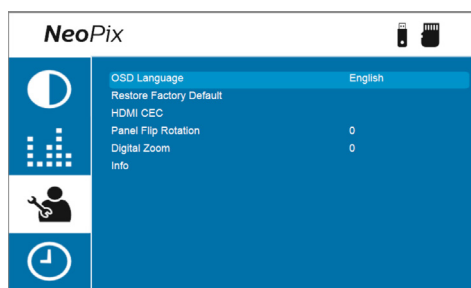 NeoPix
OSD Language English
Restore Factory Default
HDMI CEC
Panel Flip Rotation 0
Digital Zoom 0
Info